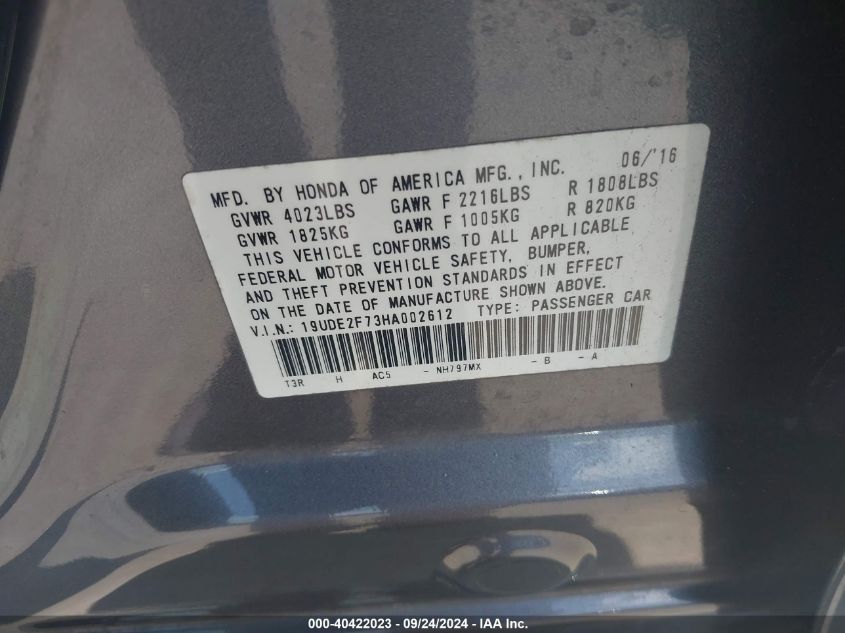 MFD. BY HONDA OF AMERICA MFG., INC. 06/'16
GVWR 4023LBS GAWR F 2216LBS R 1808LBS
GVWR 1825KG GAWR F 1005KG R 820KG
THIS VEHICLE CONFORMS TO ALL APPLICABLE
FEDERAL MOTOR VEHICLE SAFETY, BUMPER,
AND THEFT PREVENTION STANDARDS IN EFFECT
ON THE DATE OF MANUFACTURE SHOWN ABOVE.
V.I.N.: 19UDE2F73HA002612 TYPE: PASSENGER CAR
T3R H AC5 - NH797MX - B - A
000-40422023 - 09/24/2024 - IAA Inc.